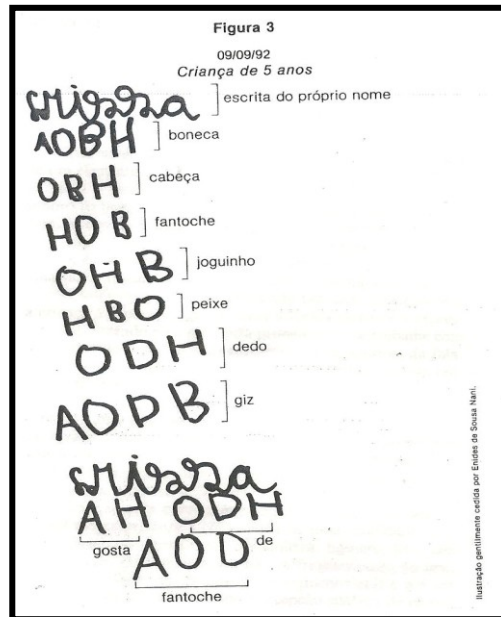 Figura 3
09/09/92
Criança de 5 anos
escrita do próprio nome
AOBH boneca
OBH cabeça
HOB fantoche
OHB joguinho
HBO peixe
ODH dedo
AODB giz
AH ODH
gosta de
AOD
fantoche
Ilustração gentilmente cedida por Enides de Sousa Nani.